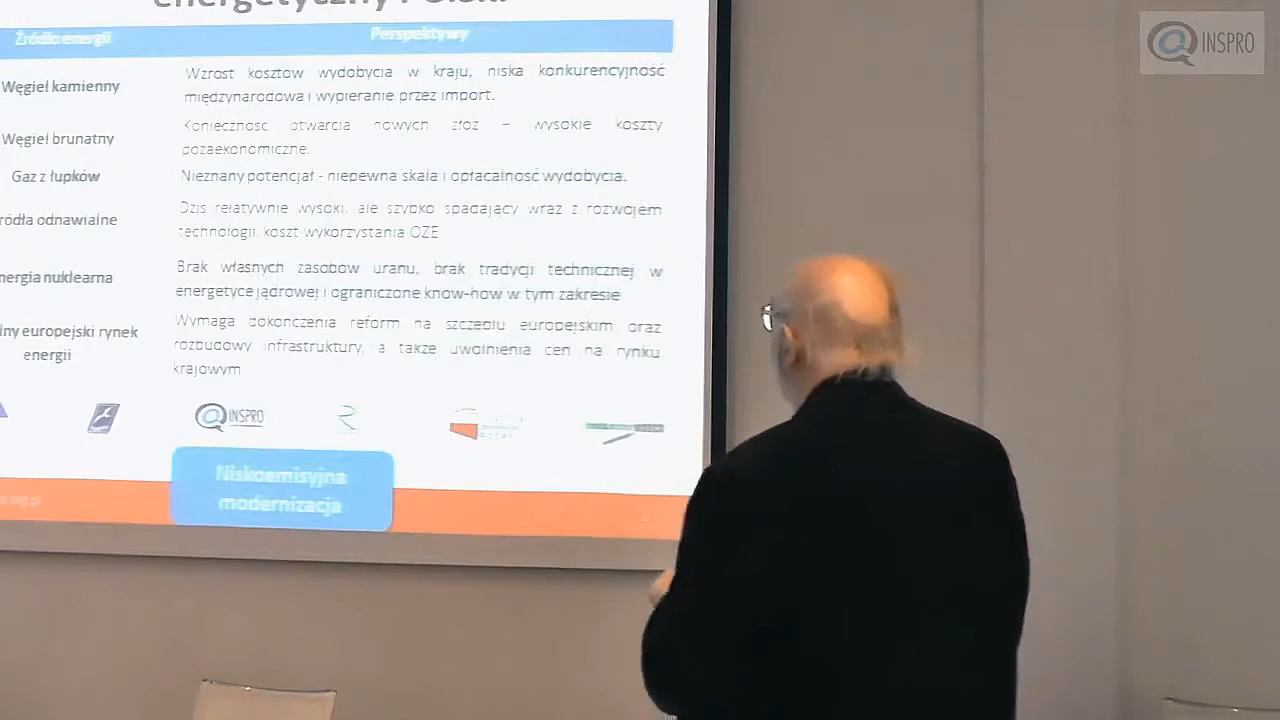 energetyczny Polski
Źródło energii
Perspektywy
Węgiel kamienny
Wzrost kosztów wydobycia w kraju, niska konkurencyjność
międzynarodowa i wypieranie przez import.
Węgiel brunatny
Konieczność otwarcia nowych złóż – wysokie koszty
pozaekonomiczne.
Gaz z łupków
Nieznany potencjał - niepewna skala i opłacalność wydobycia.
ródła odnawialne
Dziś relatywnie wysoki, ale szybko spadający wraz z rozwojem
technologii, koszt wykorzystania OZE
nergia nuklearna
Brak własnych zasobów uranu, brak tradycji technicznej w
energetyce jądrowej i ograniczone know-how w tym zakresie
lny europejski rynek
energii
Wymaga dokończenia reform na szczeblu europejskim oraz
rozbudowy infrastruktury, a także uwolnienia cen na rynku
krajowym
@INSPRO
Niskoemisyjna
modernizacja
@INSPRO